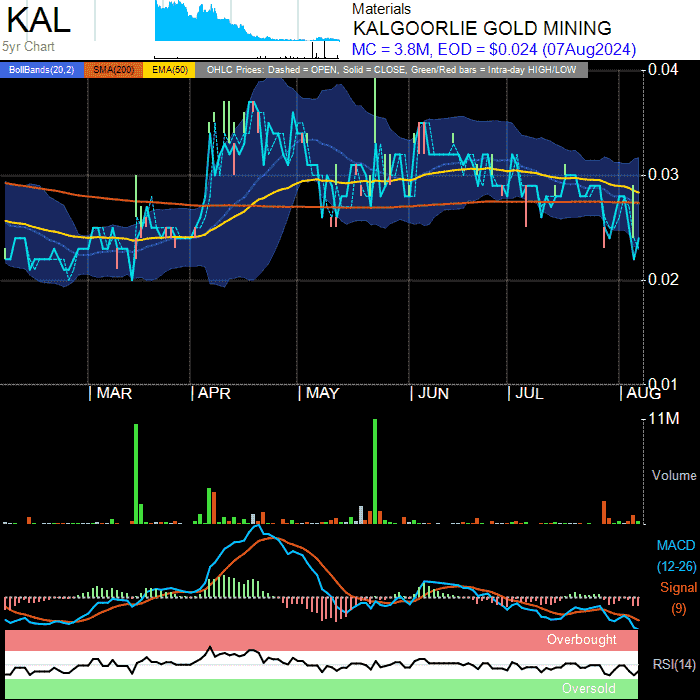 KAL
5yr Chart
Materials
KALGOORLIE GOLD MINING
MC = 3.8M, EOD = $0.024 (07Aug2024)
BollBands(20,2) SMA(200) EMA(50) OHLC Prices: Dashed = OPEN, Solid = CLOSE, Green/Red bars = Intra-day HIGH/LOW
0.04
0.03
0.02
0.01
| MAR | APR | MAY | JUN | JUL | AUG
11M
Volume
MACD
(12-26)
Signal
(9)
Overbought
RSI(14)
Oversold